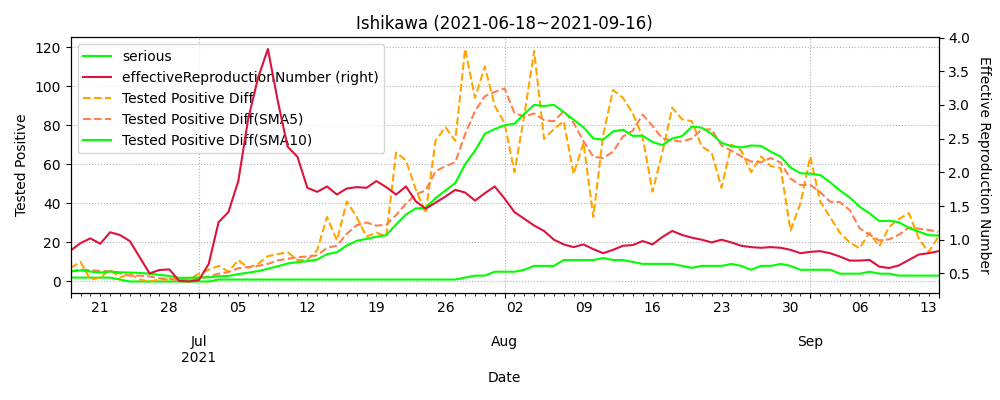 Ishikawa (2021-06-18~2021-09-16)
serious
effectiveReproductionNumber (right)
Tested Positive Diff
Tested Positive Diff(SMA5)
Tested Positive Diff(SMA10)
Tested Positive
120
100
80
60
40
20
0
4.0
3.5
3.0
2.5
2.0
1.5
1.0
0.5
Effective Reproduction Number
21 28 05 12 19 26 02 09 16 23 30 06 13
Jul Aug Sep
2021
Date